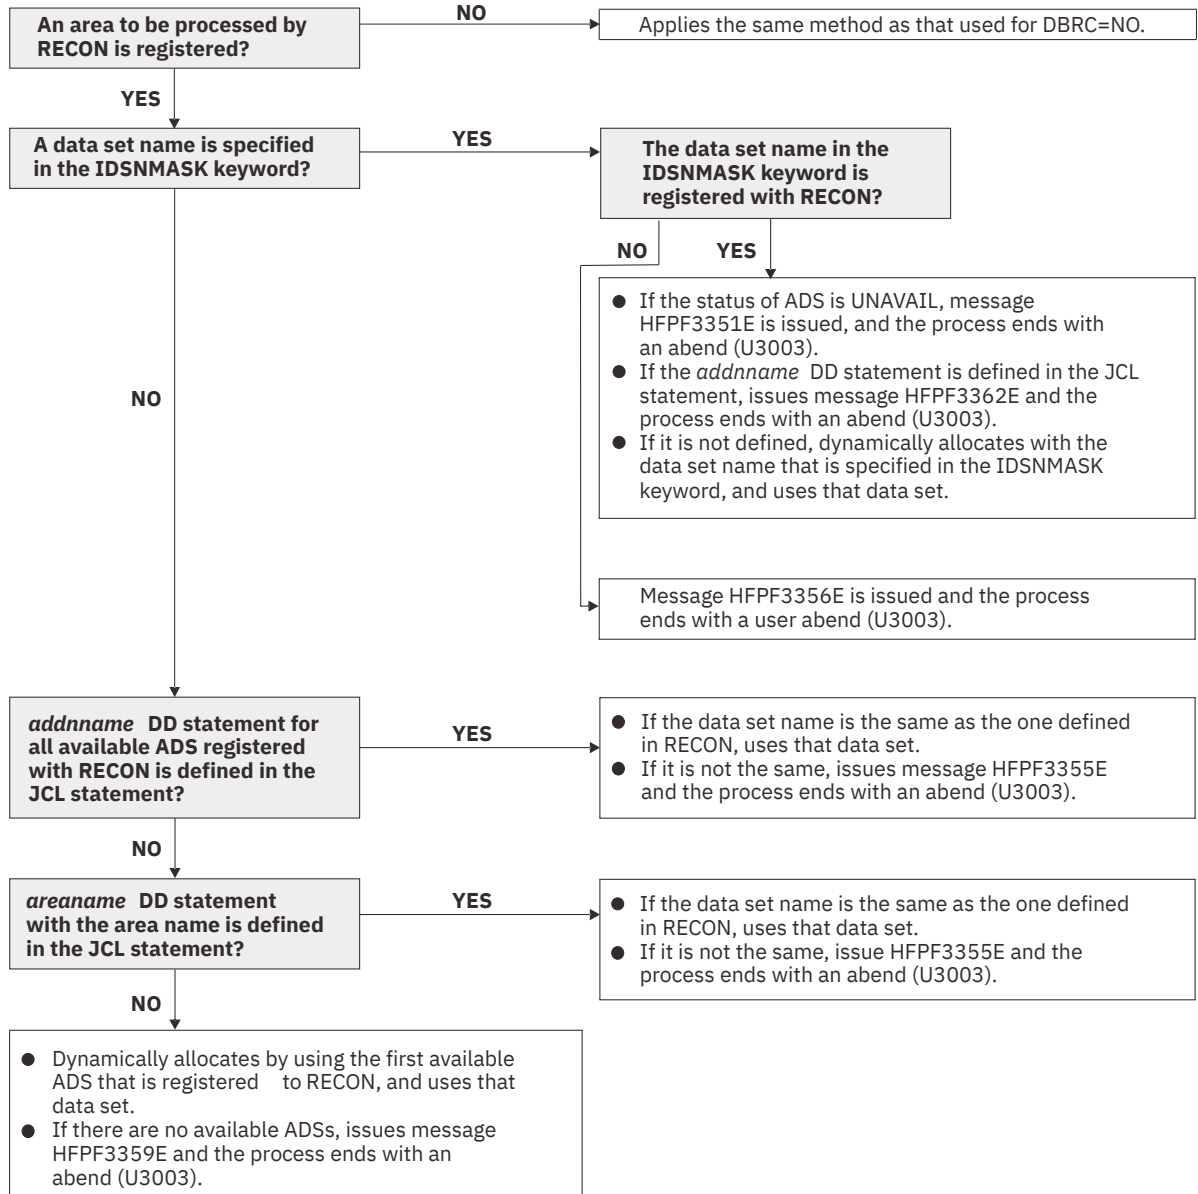 An area to be processed by
RECON is registered?
NO
Applies the same method as that used for DBRC=NO.
YES
A data set name is specified
in the IDSNMASK keyword?
YES
The data set name in the
IDSNMASK keyword is
registered with RECON?
NO
YES
● If the status of ADS is UNAVAIL, message
HFPF3351E is issued, and the process ends with
an abend (U3003).
● If the addnname DD statement is defined in the JCL
statement, issues message HFPF3362E and the
process ends with an abend (U3003).
● If it is not defined, dynamically allocates with the
data set name that is specified in the IDSNMASK
keyword, and uses that data set.
NO
Message HFPF3356E is issued and the process
ends with a user abend (U3003).
addnname DD statement for
all available ADS registered
with RECON is defined in the
JCL statement?
YES
● If the data set name is the same as the one defined
in RECON, uses that data set.
● If it is not the same, issues message HFPF3355E
and the process ends with an abend (U3003).
NO
areaname DD statement
with the area name is defined
in the JCL statement?
YES
● If the data set name is the same as the one defined
in RECON, uses that data set.
● If it is not the same, issue HFPF3355E and the
process ends with an abend (U3003).
NO
● Dynamically allocates by using the first available
ADS that is registered to RECON, and uses that
data set.
● If there are no available ADSs, issues message
HFPF3359E and the process ends with an
abend (U3003).